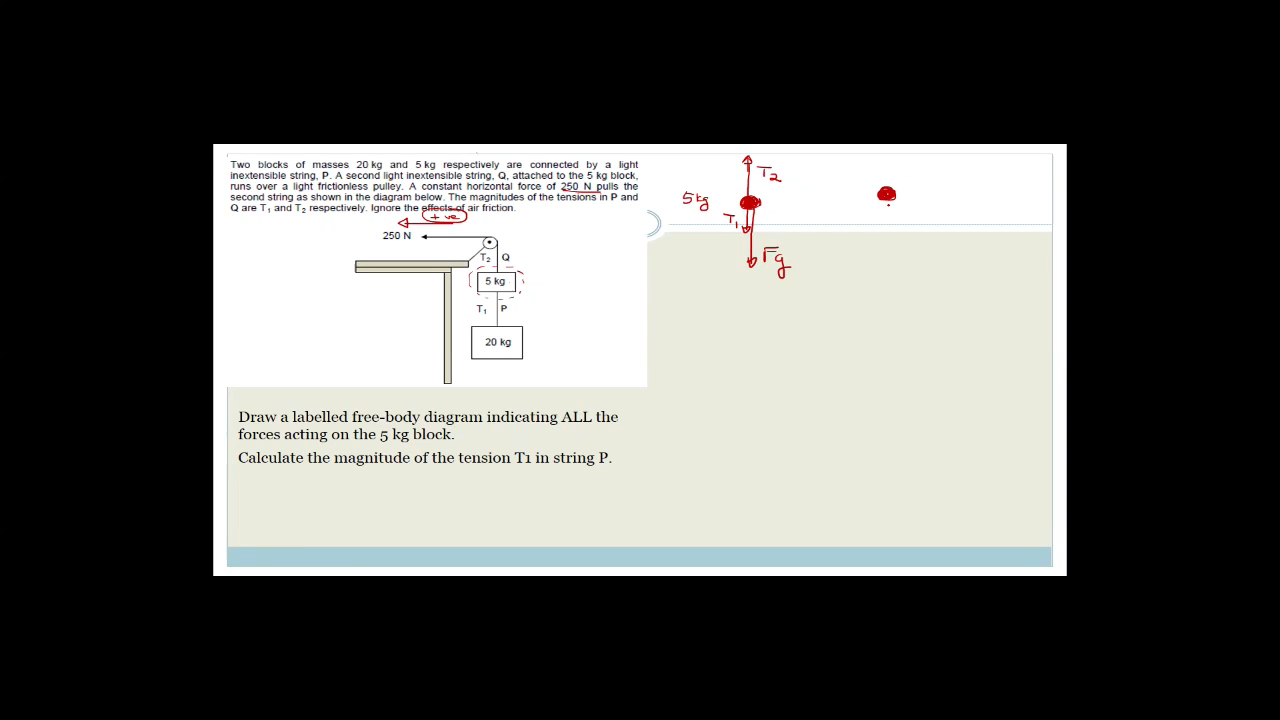 Two blocks of masses 20 kg and 5 kg respectively are connected by a light
inextensible string, P. A second light inextensible string, Q, attached to the 5 kg block,
runs over a light frictionless pulley. A constant horizontal force of 250 N pulls the
second string as shown in the diagram below. The magnitudes of the tensions in P and
Q are T1 and T2 respectively. Ignore the effects of air friction.
+ ve
250 N
T2 Q
5 kg
T1 P
20 kg
Draw a labelled free-body diagram indicating ALL the
forces acting on the 5 kg block.
Calculate the magnitude of the tension T1 in string P.
T2
5kg
T1
Fg